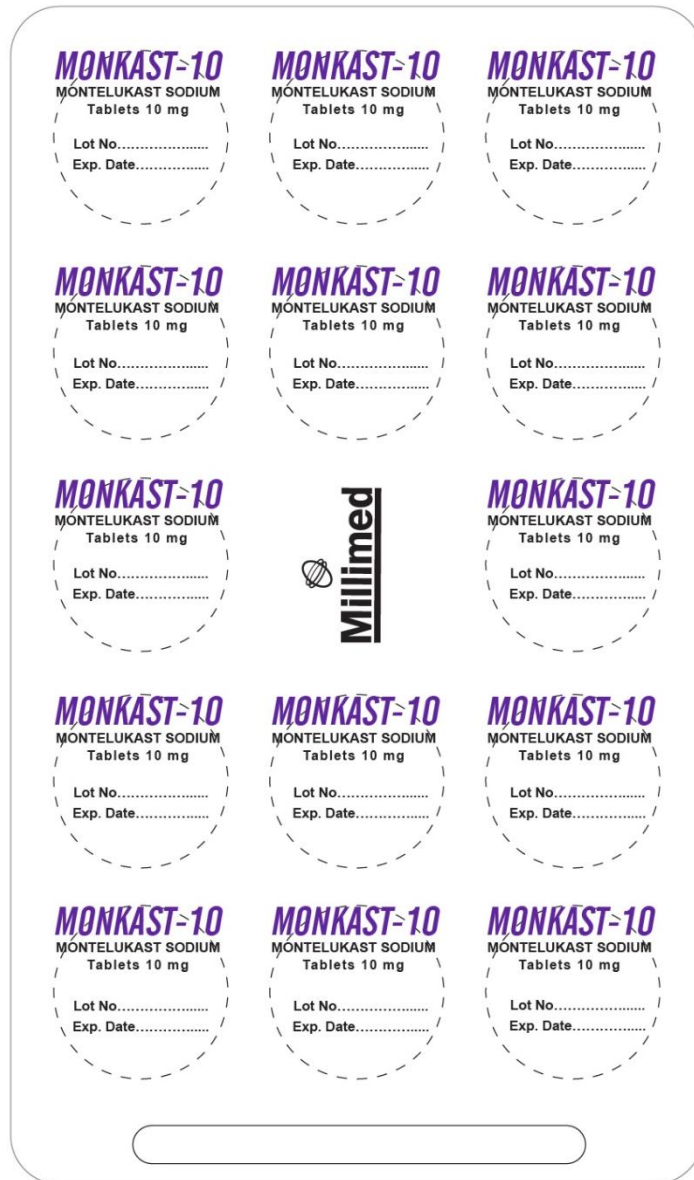 MONKAST-10 MONKAST-10 MONKAST-10
MONTELUKAST SODIUM MONTELUKAST SODIUM MONTELUKAST SODIUM
Tablets 10 mg Tablets 10 mg Tablets 10 mg
Lot No..................... Lot No..................... Lot No.....................
Exp. Date................. Exp. Date................. Exp. Date.................
MONKAST-10 MONKAST-10 MONKAST-10
MONTELUKAST SODIUM MONTELUKAST SODIUM MONTELUKAST SODIUM
Tablets 10 mg Tablets 10 mg Tablets 10 mg
Lot No..................... Lot No..................... Lot No.....................
Exp. Date................. Exp. Date................. Exp. Date.................
MONKAST-10 MONKAST-10
MONTELUKAST SODIUM MONTELUKAST SODIUM
Tablets 10 mg Tablets 10 mg
Lot No..................... Lot No.....................
Exp. Date................. Exp. Date.................
Millimed
MONKAST-10 MONKAST-10 MONKAST-10
MONTELUKAST SODIUM MONTELUKAST SODIUM MONTELUKAST SODIUM
Tablets 10 mg Tablets 10 mg Tablets 10 mg
Lot No..................... Lot No..................... Lot No.....................
Exp. Date................. Exp. Date................. Exp. Date.................
MONKAST-10 MONKAST-10 MONKAST-10
MONTELUKAST SODIUM MONTELUKAST SODIUM MONTELUKAST SODIUM
Tablets 10 mg Tablets 10 mg Tablets 10 mg
Lot No..................... Lot No..................... Lot No.....................
Exp. Date................. Exp. Date................. Exp. Date.................